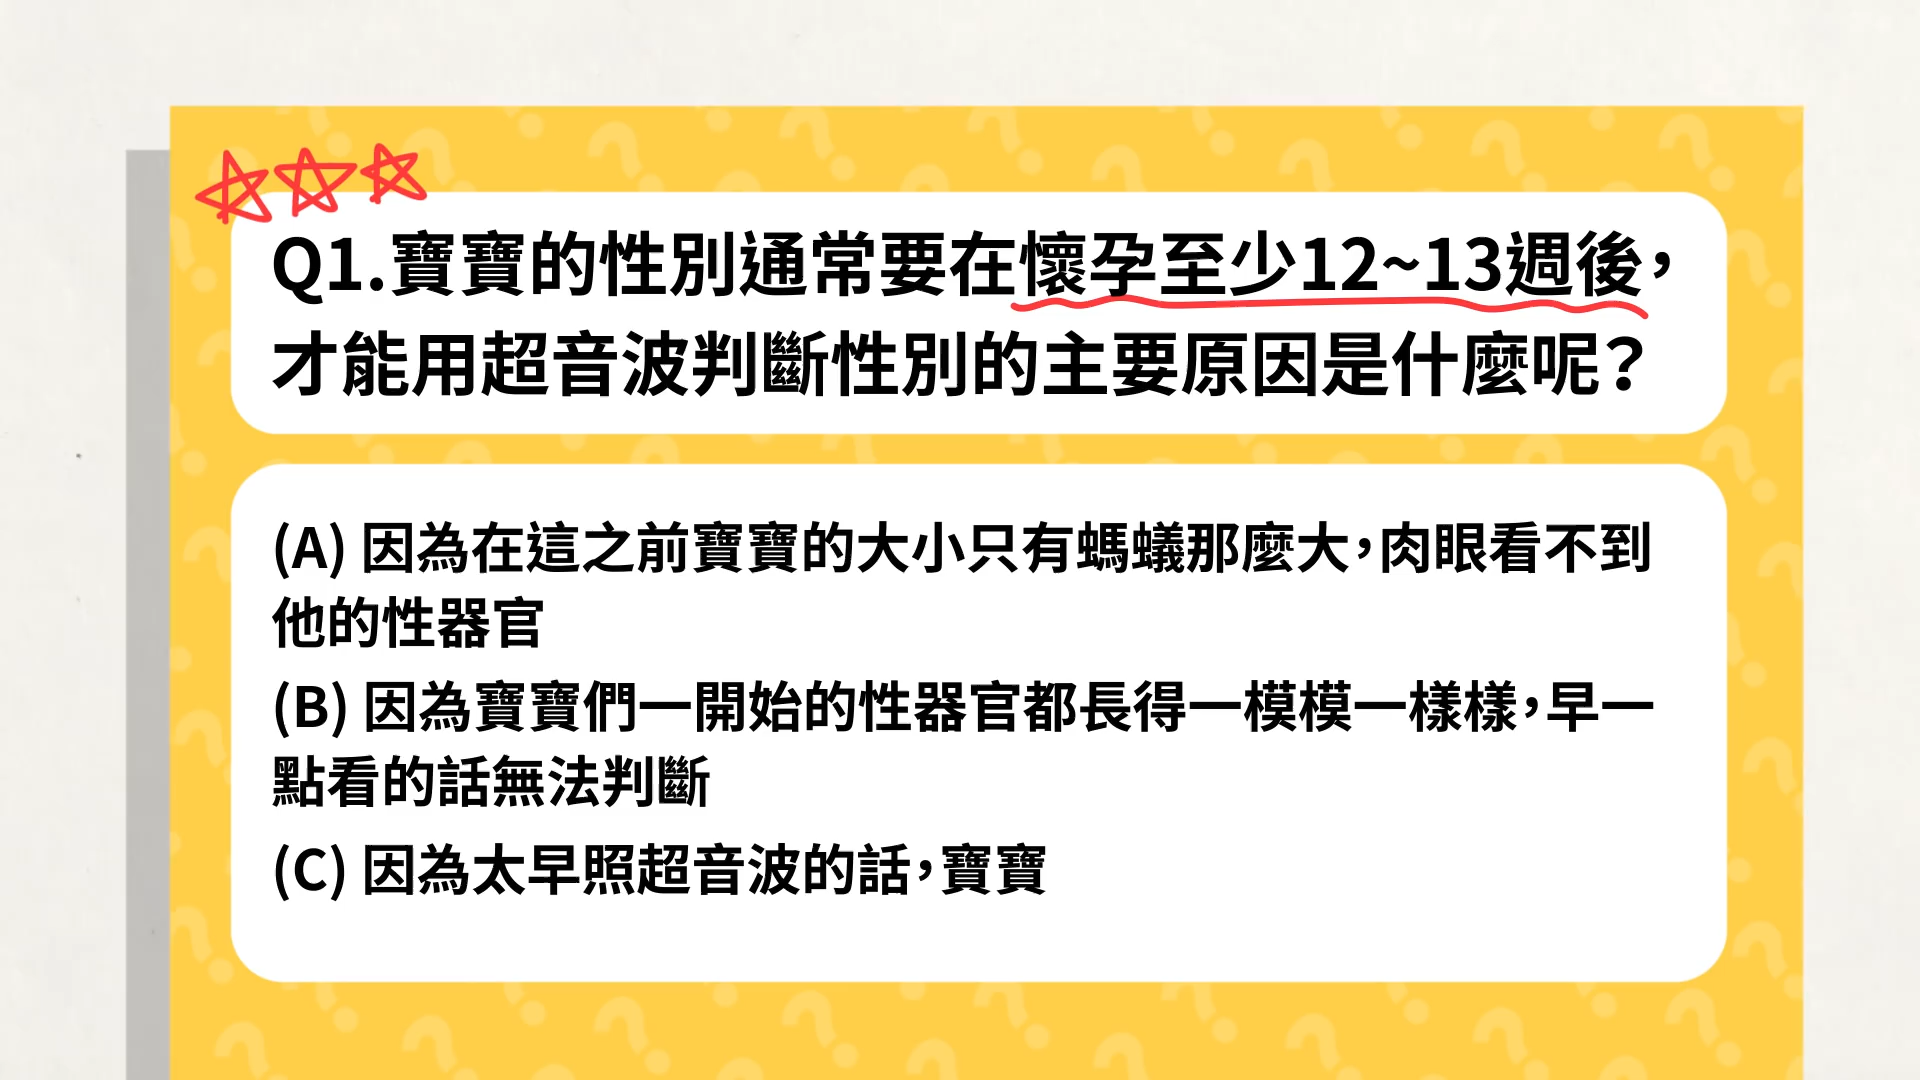 Q1.寶寶的性別通常要在懷孕至少12~13週後，
才能用超音波判斷性別的主要原因是什麼呢？
(A) 因為在這之前寶寶的大小只有螞蟻那麼大，肉眼看不到
他的性器官
(B) 因為寶寶們一開始的性器官都長得一模模一樣樣，早一
點看的話無法判斷
(C) 因為太早照超音波的話，寶寶